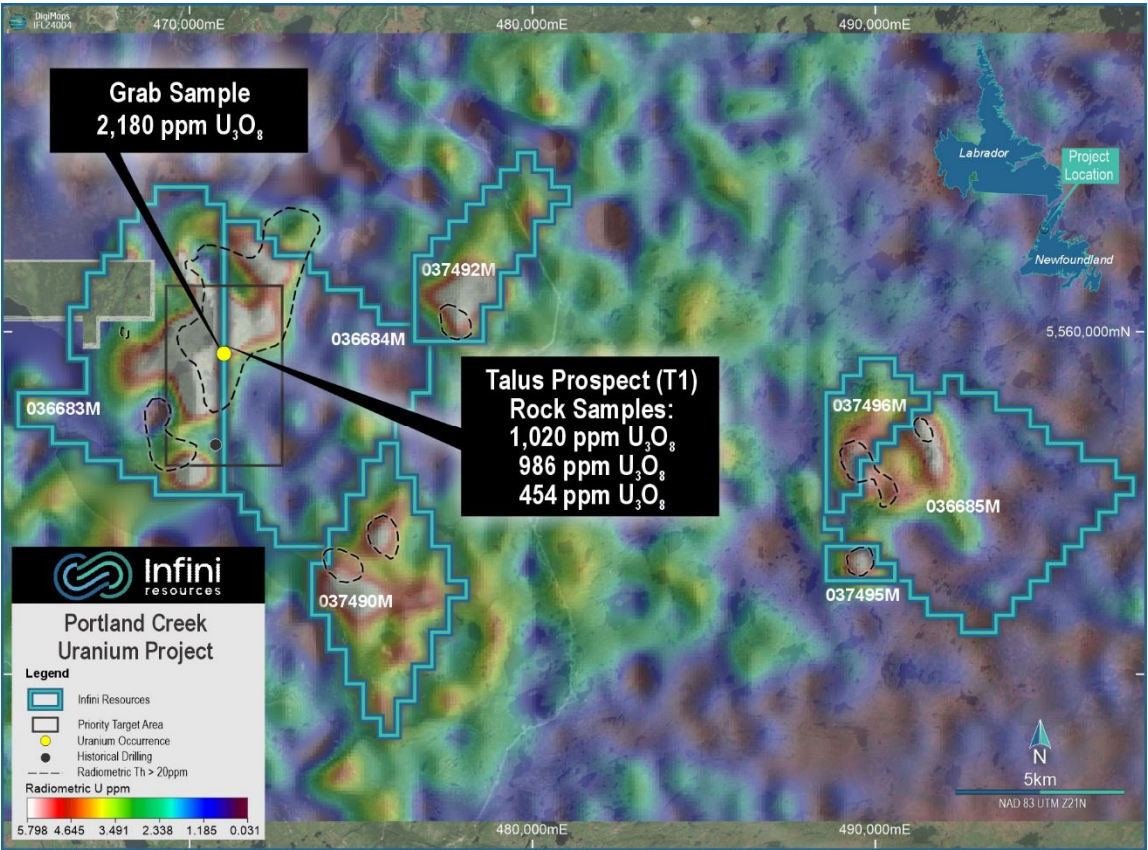 DigiMaps
IFL24004
470,000mE
480,000mE
490,000mE
Grab Sample
2,180 ppm U₃O₈
Labrador
Project
Location
Newfoundland
037492M
5,560,000mN
036684M
036683M
Talus Prospect (T1)
Rock Samples:
1,020 ppm U₃O₈
986 ppm U₃O₈
454 ppm U₃O₈
037496M
036685M
037495M
037490M
Infini
resources
Portland Creek
Uranium Project
Legend
Infini Resources
Priority Target Area
Uranium Occurrence
Historical Drilling
Radiometric Th > 20ppm
Radiometric U ppm
5.798 4.645 3.491 2.338 1.185 0.031
N
5km
NAD 83 UTM Z21N
480,000mE
490,000mE